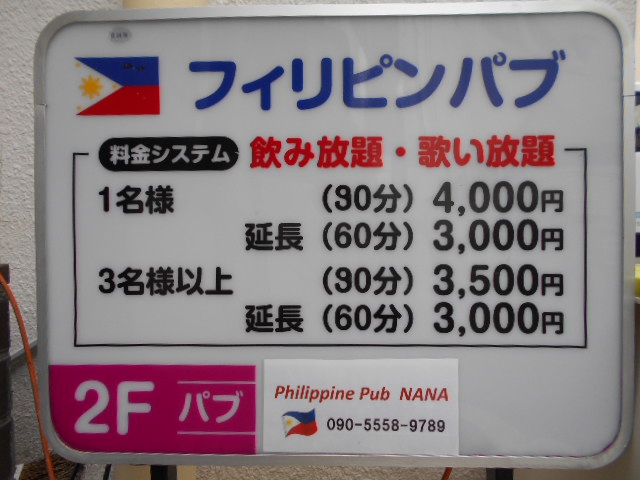 フィリピンパブ
料金システム 飲み放題・歌い放題
1名様 (90分) 4,000円
延長 (60分) 3,000円
3名様以上 (90分) 3,500円
延長 (60分) 3,000円
2F パブ
Philippine Pub NANA
090-5558-9789